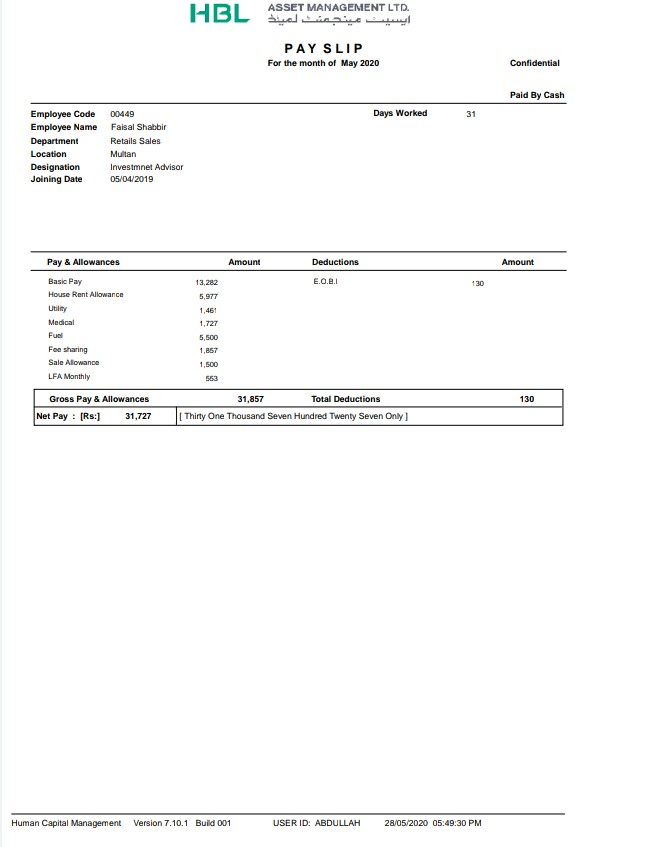 HBL ASSET MANAGEMENT LTD.
ایسیٹ مینجمنٹ لمیٹڈ
PAY SLIP
For the month of May 2020 Confidential
Paid By Cash
Employee Code 00449 Days Worked 31
Employee Name Faisal Shabbir
Department Retails Sales
Location Multan
Designation Investmnet Advisor
Joining Date 05/04/2019
Pay & Allowances Amount Deductions Amount
Basic Pay 13,282 E.O.B.I 130
House Rent Allowance 5,977
Utility 1,461
Medical 1,727
Fuel 5,500
Fee sharing 1,857
Sale Allowance 1,500
LFA Monthly 553
Gross Pay & Allowances 31,857 Total Deductions 130
Net Pay : [Rs:] 31,727 [ Thirty One Thousand Seven Hundred Twenty Seven Only ]
Human Capital Management Version 7.10.1 Build 001 USER ID: ABDULLAH 28/05/2020 05:49:30 PM